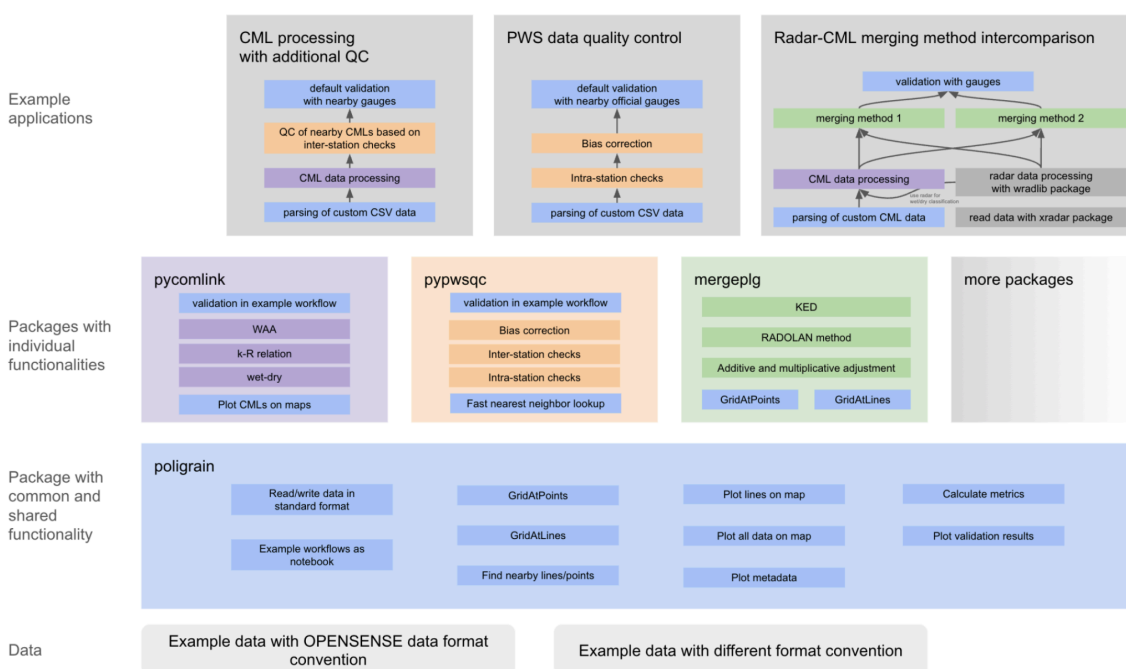 Example
applications
CML processing
with additional QC
default validation
with nearby gauges
QC of nearby CMLs based on
inter-station checks
CML data processing
parsing of custom CSV data
PWS data quality control
default validation
with nearby official gauges
Bias correction
Intra-station checks
parsing of custom CSV data
Radar-CML merging method intercomparison
validation with gauges
merging method 1
merging method 2
CML data processing
radar data processing
with wradlib package
use radar for
wet/dry classification
parsing of custom CML data
read data with xradar package
Packages with
individual
functionalities
pycomlink
validation in example workflow
WAA
k-R relation
wet-dry
Plot CMLs on maps
pypwsqc
validation in example workflow
Bias correction
Inter-station checks
Intra-station checks
Fast nearest neighbor lookup
mergeplg
KED
RADOLAN method
Additive and multiplicative adjustment
GridAtPoints
GridAtLines
more packages
Package with
common and
shared
functionality
poligrain
Read/write data in
standard format
Example workflows as
notebook
GridAtPoints
GridAtLines
Find nearby lines/points
Plot lines on map
Plot all data on map
Plot metadata
Calculate metrics
Plot validation results
Data
Example data with OPENSENSE data format
convention
Example data with different format convention